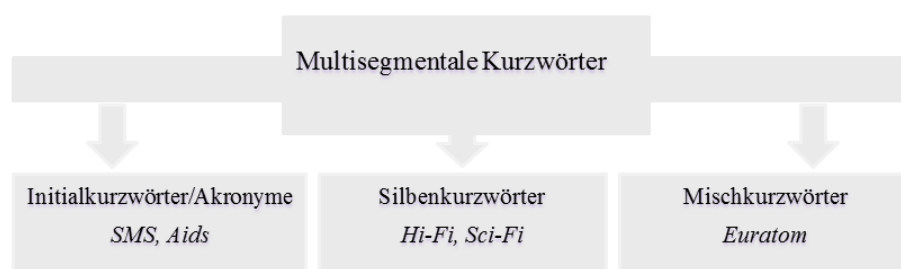 Multisegmentale Kurzwörter
Initialkurzwörter/Akronyme
SMS, Aids
Silbenkurzwörter
Hi-Fi, Sci-Fi
Mischkurzwörter
Euratom